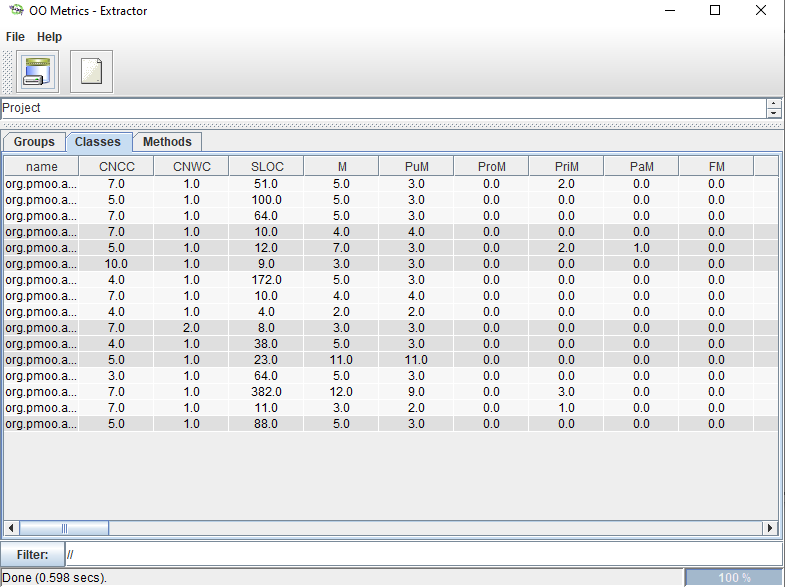 OO Metrics - Extractor
File Help
Project
Groups Classes Methods
name CNCC CNWC SLOC M PuM ProM PriM PaM FM
org.pmoo.a... 7.0 1.0 51.0 5.0 3.0 0.0 2.0 0.0 0.0
org.pmoo.a... 5.0 1.0 100.0 5.0 3.0 0.0 0.0 0.0 0.0
org.pmoo.a... 7.0 1.0 64.0 5.0 3.0 0.0 0.0 0.0 0.0
org.pmoo.a... 7.0 1.0 10.0 4.0 4.0 0.0 0.0 0.0 0.0
org.pmoo.a... 5.0 1.0 12.0 7.0 3.0 0.0 2.0 1.0 0.0
org.pmoo.a... 10.0 1.0 9.0 3.0 3.0 0.0 0.0 0.0 0.0
org.pmoo.a... 4.0 1.0 172.0 5.0 3.0 0.0 0.0 0.0 0.0
org.pmoo.a... 7.0 1.0 10.0 4.0 4.0 0.0 0.0 0.0 0.0
org.pmoo.a... 4.0 1.0 4.0 2.0 2.0 0.0 0.0 0.0 0.0
org.pmoo.a... 7.0 2.0 8.0 3.0 3.0 0.0 0.0 0.0 0.0
org.pmoo.a... 4.0 1.0 38.0 5.0 3.0 0.0 0.0 0.0 0.0
org.pmoo.a... 5.0 1.0 23.0 11.0 11.0 0.0 0.0 0.0 0.0
org.pmoo.a... 3.0 1.0 64.0 5.0 3.0 0.0 0.0 0.0 0.0
org.pmoo.a... 7.0 1.0 382.0 12.0 9.0 0.0 3.0 0.0 0.0
org.pmoo.a... 7.0 1.0 11.0 3.0 2.0 0.0 1.0 0.0 0.0
org.pmoo.a... 5.0 1.0 88.0 5.0 3.0 0.0 0.0 0.0 0.0
Filter: //
Done (0.598 secs). 100 %